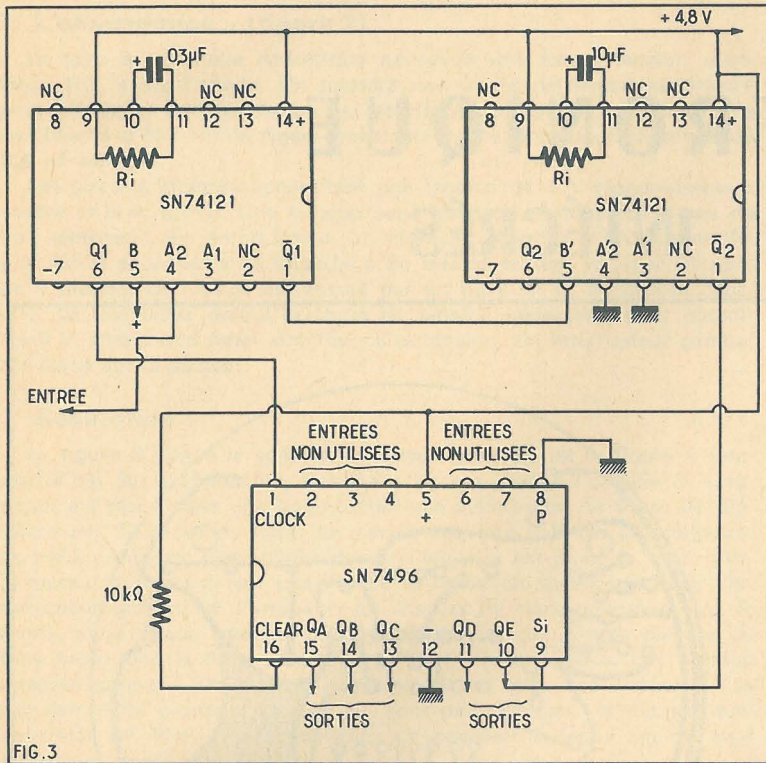 + 4,8 V
+ 0,3µF
+ 10µF
NC NC NC
8 9 10 11 12 13 14+
Ri
SN74121
Q1 B A2 A1 NC Q̅1
-7 6 5 4 3 2 1
+
NC NC NC
8 9 10 11 12 13 14+
Ri
SN74121
Q2 B' A'2 A'1 NC Q̅2
-7 6 5 4 3 2 1
ENTREE
ENTREES
NON UTILISEES
ENTREES
NON UTILISEES
1 2 3 4 5 6 7 8
CLOCK + P
SN 7496
10kΩ
CLEAR QA QB QC - QD QE Si
16 15 14 13 12 11 10 9
SORTIES SORTIES
FIG.3
RONIQUE